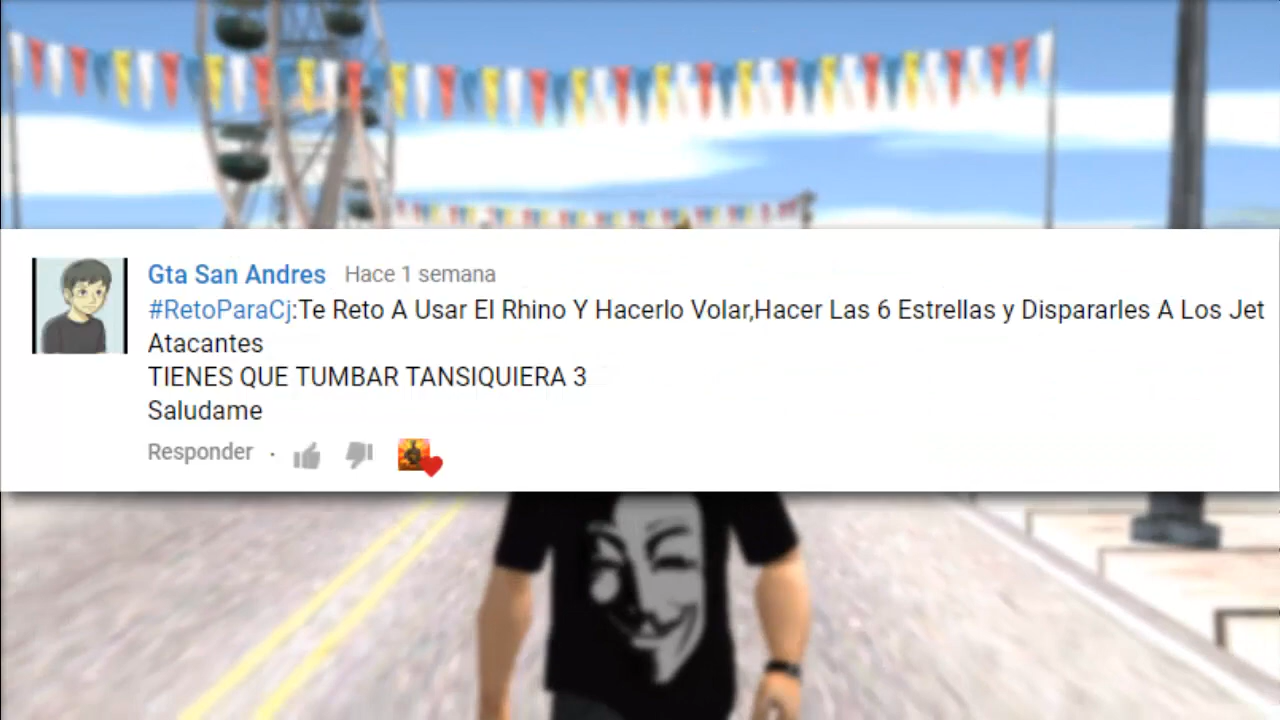 Gta San Andres Hace 1 semana
#RetoParaCj:Te Reto A Usar El Rhino Y Hacerlo Volar,Hacer Las 6 Estrellas y Dispararles A Los Jet
Atacantes
TIENES QUE TUMBAR TANSIQUIERA 3
Saludame
Responder ·